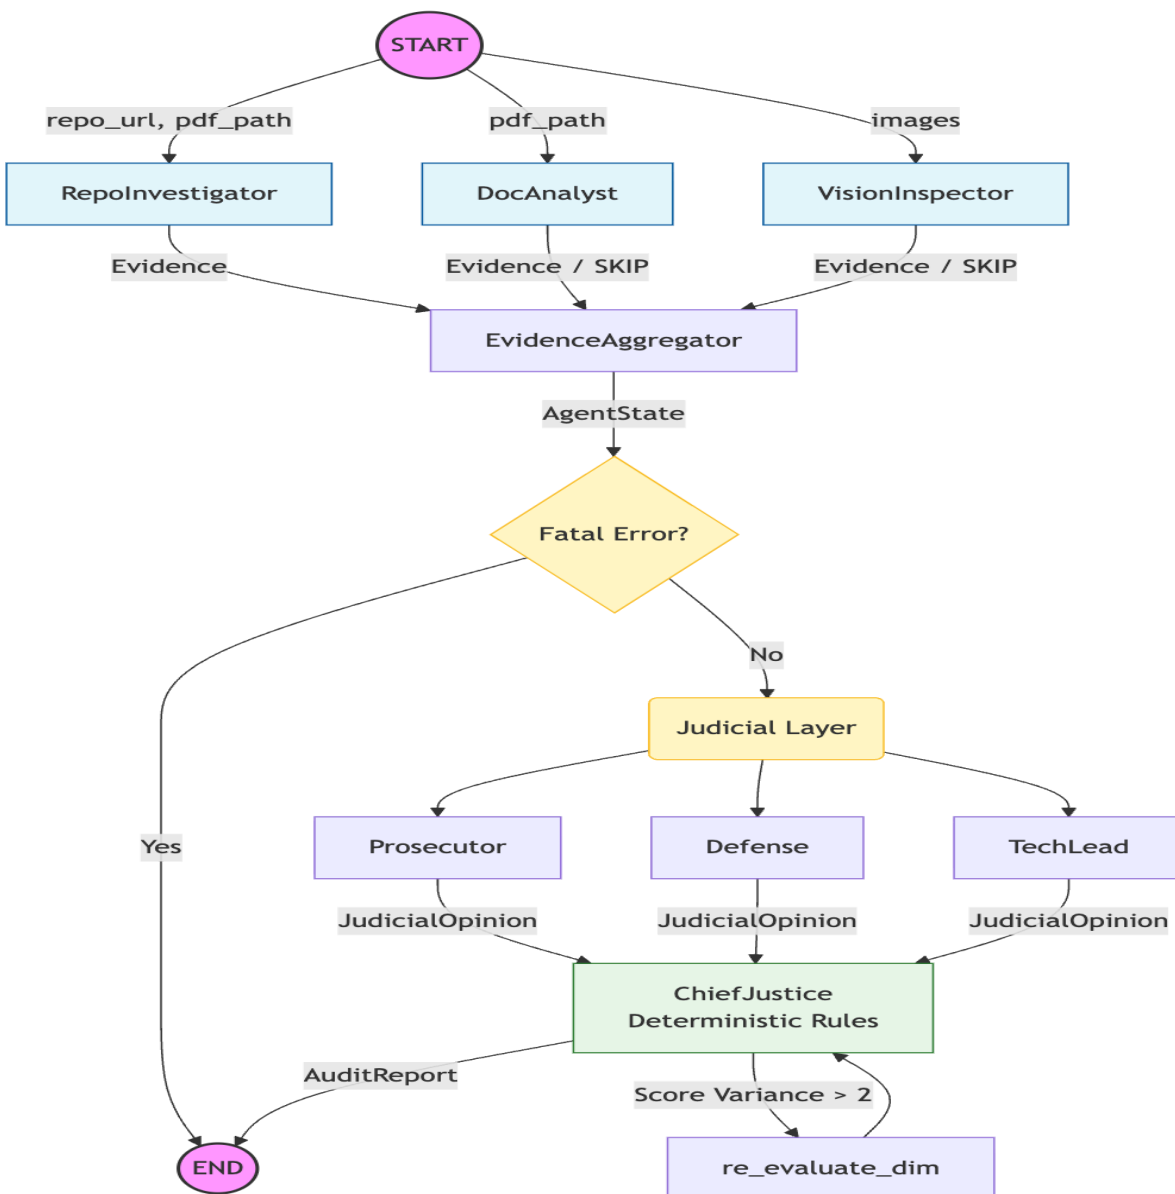 START
repo_url, pdf_path
pdf_path
images
RepoInvestigator
DocAnalyst
VisionInspector
Evidence
Evidence / SKIP
Evidence / SKIP
EvidenceAggregator
AgentState
Fatal Error?
No
Judicial Layer
Yes
Prosecutor
Defense
TechLead
JudicialOpinion
JudicialOpinion
JudicialOpinion
ChiefJustice
Deterministic Rules
AuditReport
Score Variance > 2
END
re_evaluate_dim